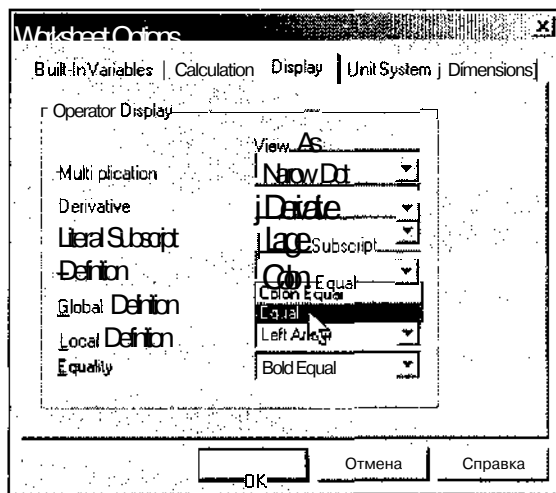 Worksheet Options
Built-In Variables | Calculation Display Unit System Dimensions
Operator Display
View As
Multiplication Narrow Dot
Derivative Derivative
Literal Subscript Large Subscript
Definition Colon Equal
Colon Equal
Global Definition Equal
Local Definition Left Arrow
Equality Bold Equal
OK Отмена Справка